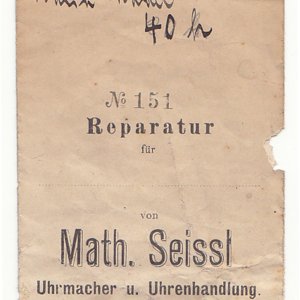 40 h
№ 151
Reparatur
für
von
Math. Seissl
Uhrmacher u. Uhrenhandlung.